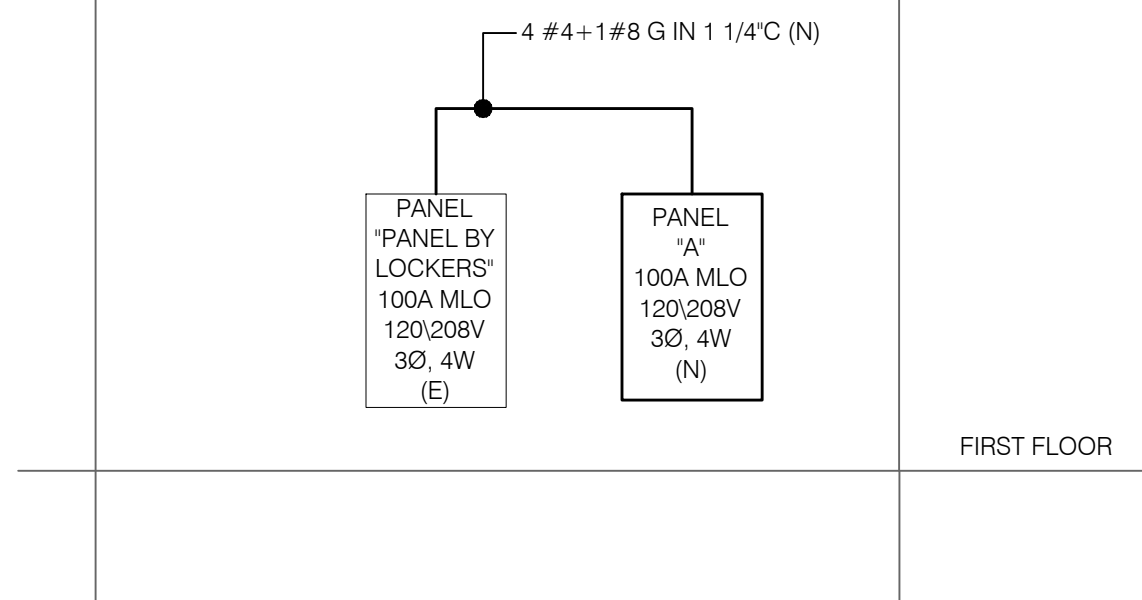 4 #4+1#8 G IN 1 1/4"C (N)
PANEL
"PANEL BY
LOCKERS"
100A MLO
120\208V
3Ø, 4W
(E)
PANEL
"A"
100A MLO
120\208V
3Ø, 4W
(N)
FIRST FLOOR